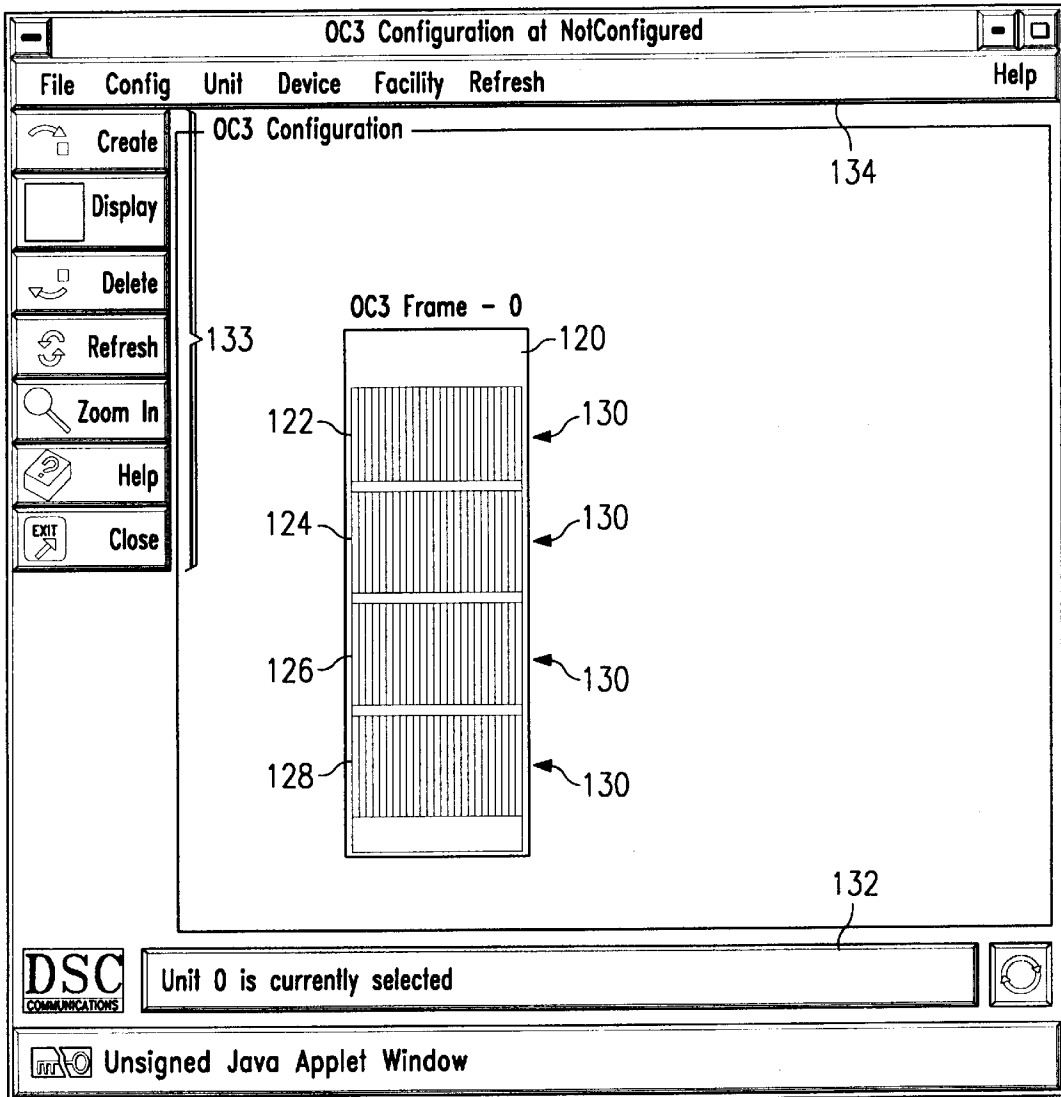 OC3 Configuration at NotConfigured
File Config Unit Device Facility Refresh Help
Create
OC3 Configuration
134
Display
Delete
OC3 Frame - 0
Refresh
133
120
Zoom In
122
130
Help
124
130
EXIT
Close
126
130
128
130
132
DSC
COMMUNICATIONS
Unit 0 is currently selected
Unsigned Java Applet Window